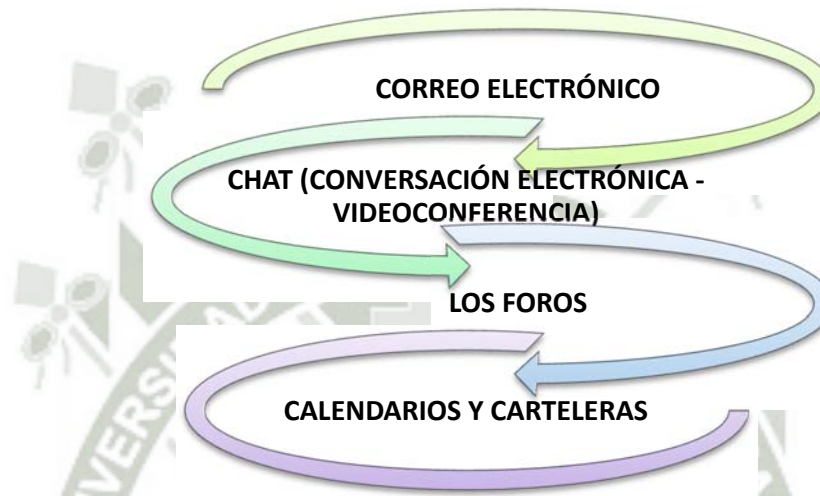 CORREO ELECTRÓNICO
CHAT (CONVERSACIÓN ELECTRÓNICA -
VIDEOCONFERENCIA)
LOS FOROS
CALENDARIOS Y CARTELERAS